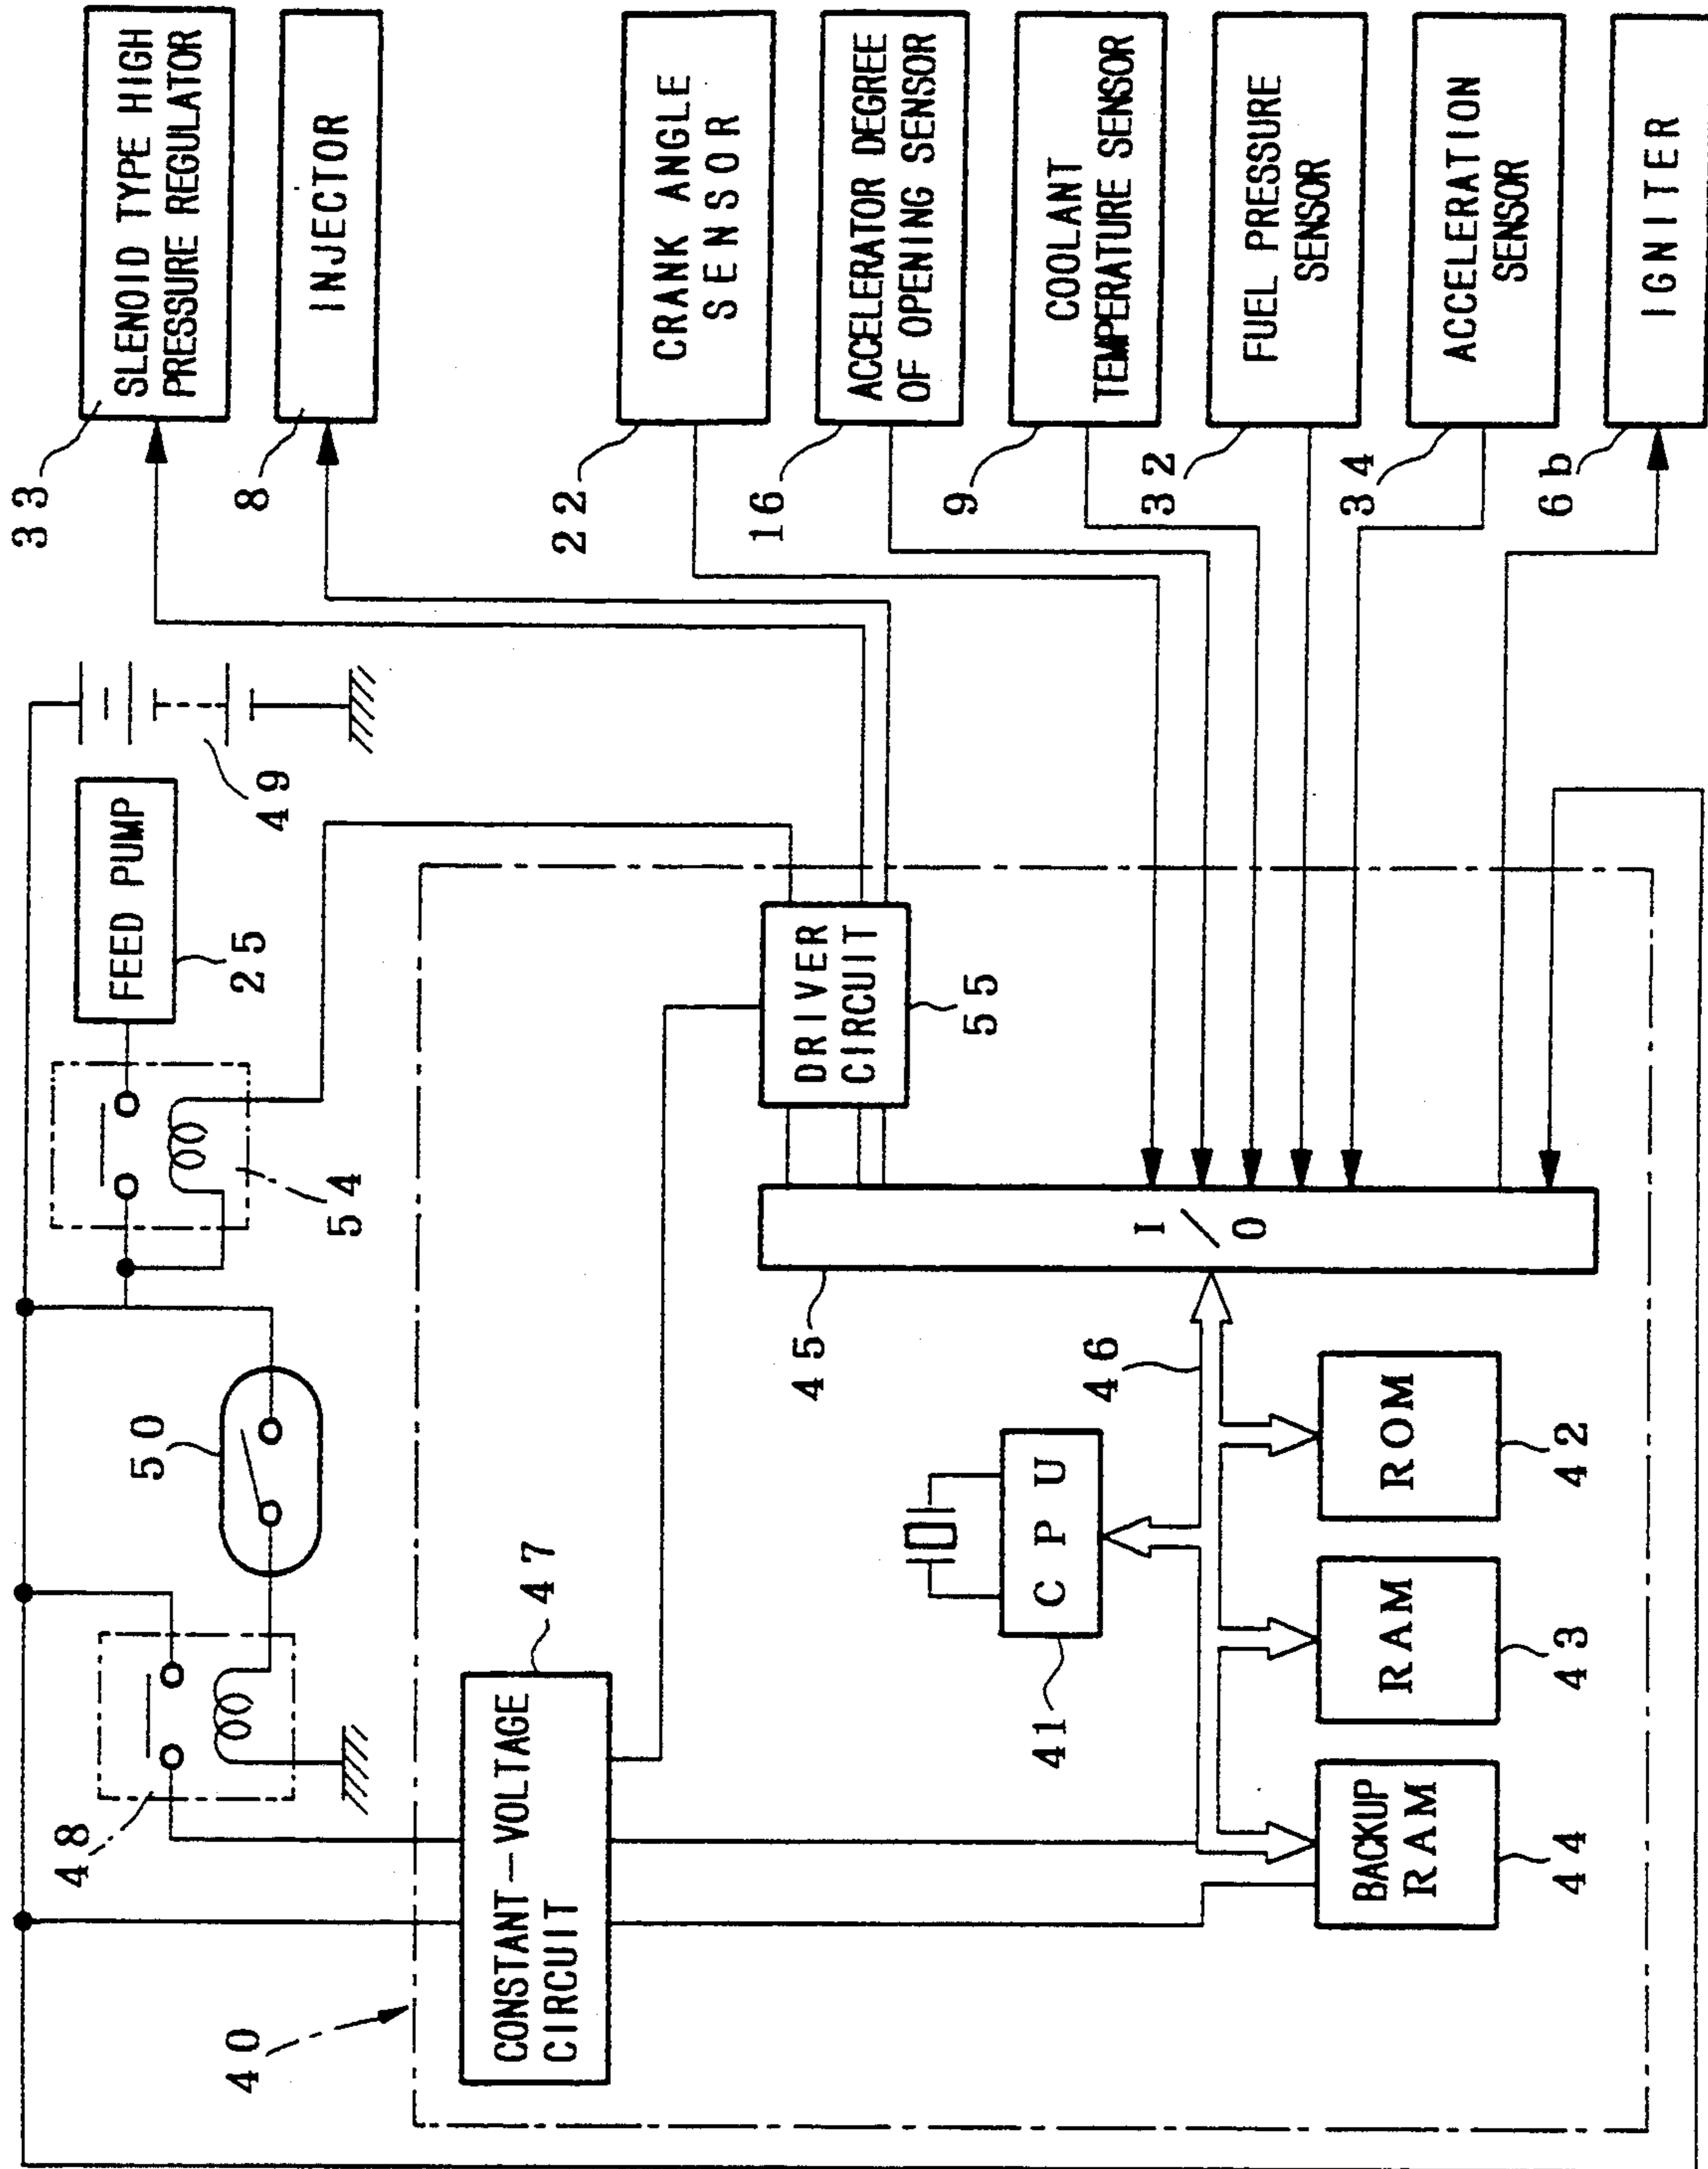 33
SLENOID TYPE HIGH
PRESSURE REGULATOR
8
INJECTOR
22
CRANK ANGLE
SENSOR
16
ACCELERATOR DEGREE
OF OPENING SENSOR
9
COOLANT
TEMPERATURE SENSOR
32
FUEL PRESSURE
SENSOR
34
ACCELERATION
SENSOR
6b
IGNITER
49
FEED PUMP
25
54
50
48
DRIVER
CIRCUIT
55
I/O
45
46
CONSTANT-VOLTAGE
CIRCUIT
47
40
CPU
41
ROM
42
RAM
43
BACKUP
RAM
44